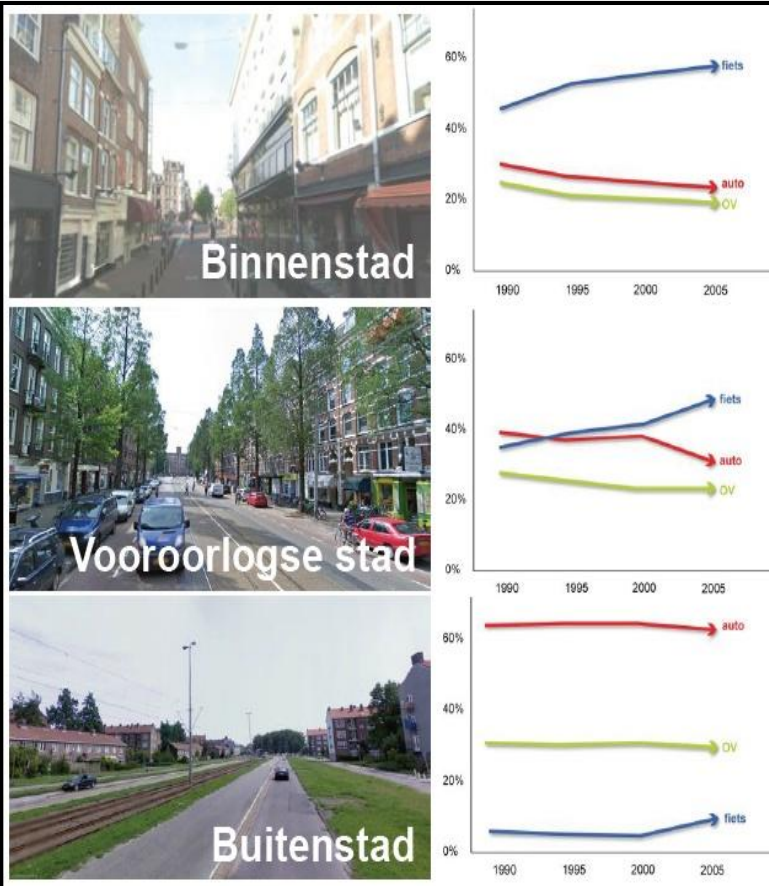 Binnenstad
60%
40%
20%
0%
fiets
auto
OV
1990 1995 2000 2005
Vooroorlogse stad
60%
40%
20%
0%
fiets
auto
OV
1990 1995 2000 2005
Buitenstad
60%
40%
20%
0%
auto
OV
fiets
1990 1995 2000 2005